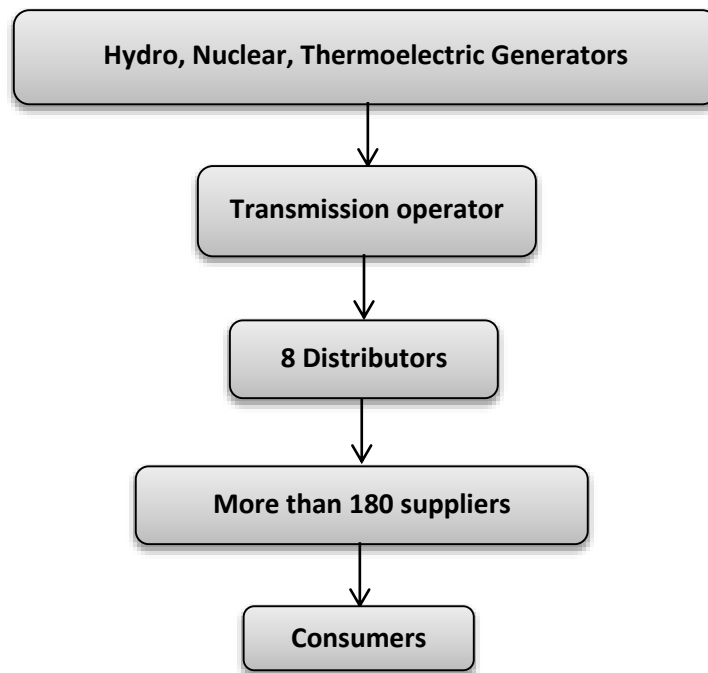 Hydro, Nuclear, Thermoelectric Generators
Transmission operator
8 Distributors
More than 180 suppliers
Consumers